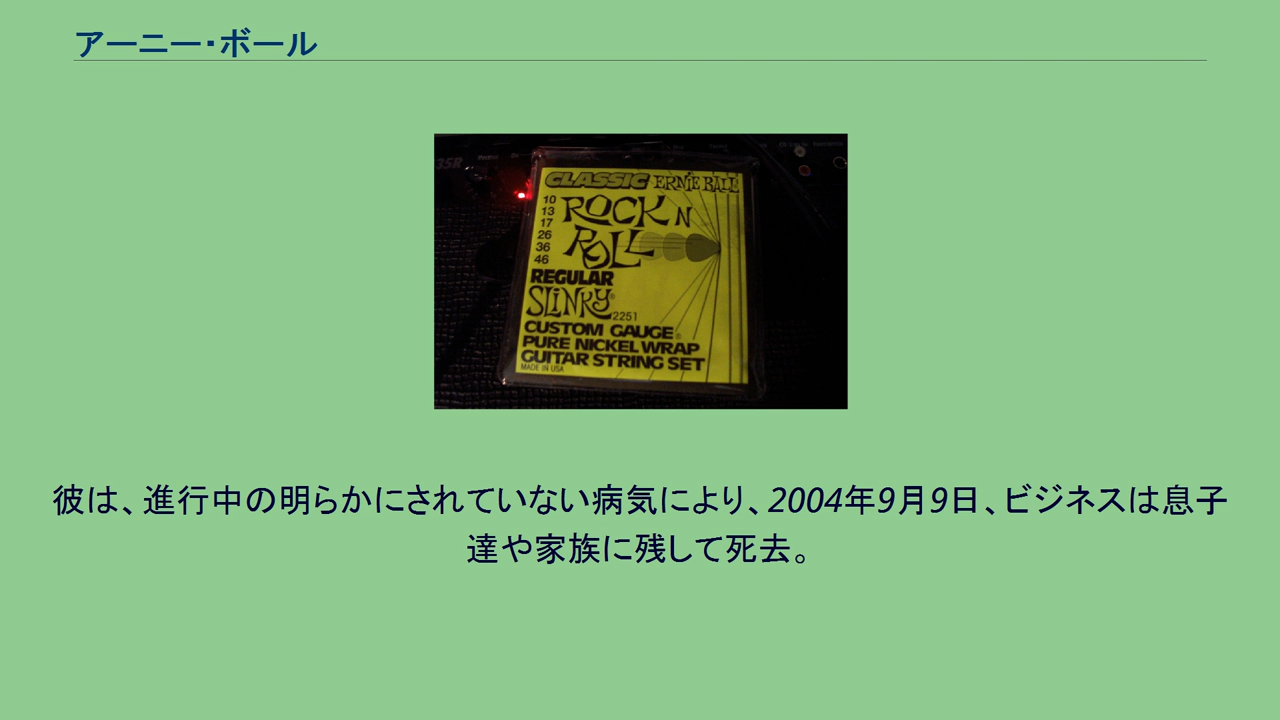 アーニー・ボール
35R
CLASSIC ERNIE BALL
10
13
17
26
36
46
ROCK N
ROLL
REGULAR
SLINKY®
2251
CUSTOM GAUGE®
PURE NICKEL WRAP
GUITAR STRING SET
MADE IN USA
彼は、進行中の明らかにされていない病気により、2004年9月9日、ビジネスは息子
達や家族に残して死去。